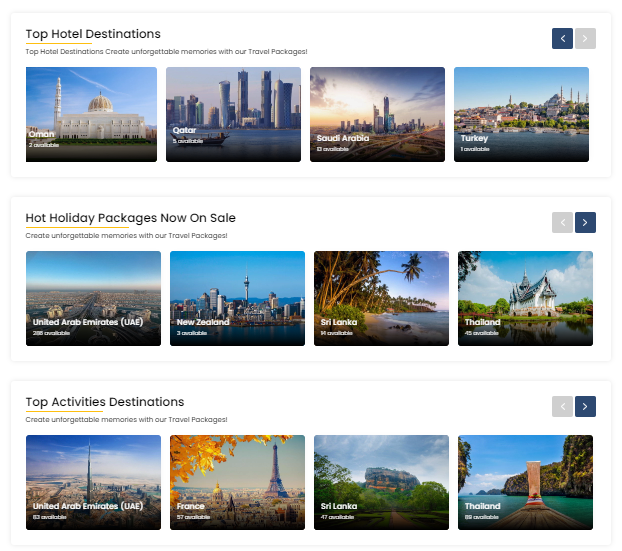 Top Hotel Destinations
Top Hotel Destinations Create unforgettable memories with our Travel Packages!
Oman
2 available
Qatar
5 available
Saudi Arabia
13 available
Turkey
1 available
Hot Holiday Packages Now On Sale
Create unforgettable memories with our Travel Packages!
United Arab Emirates (UAE)
288 available
New Zealand
3 available
Sri Lanka
14 available
Thailand
45 available
Top Activities Destinations
Create unforgettable memories with our Travel Packages!
United Arab Emirates (UAE)
63 available
France
57 available
Sri Lanka
47 available
Thailand
69 available